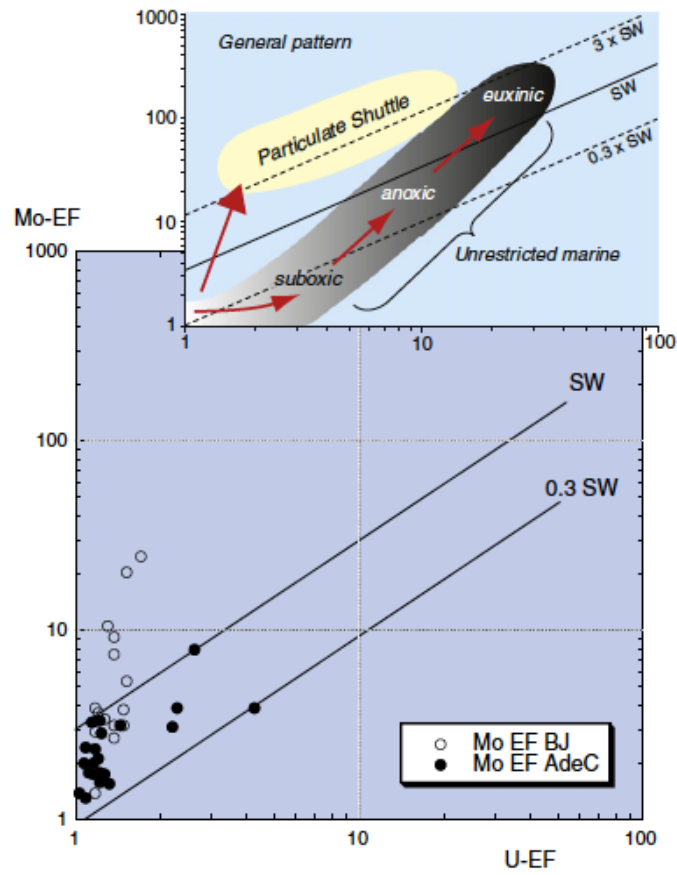 1000
General pattern
3 x SW
euxinic
SW
100
Particulate Shuttle
0.3 x SW
anoxic
Mo-EF
10
Unrestricted marine
1000
suboxic
1
1
10
100
SW
100
0.3 SW
10
Mo EF BJ
Mo EF AdeC
1
1
10
100
U-EF